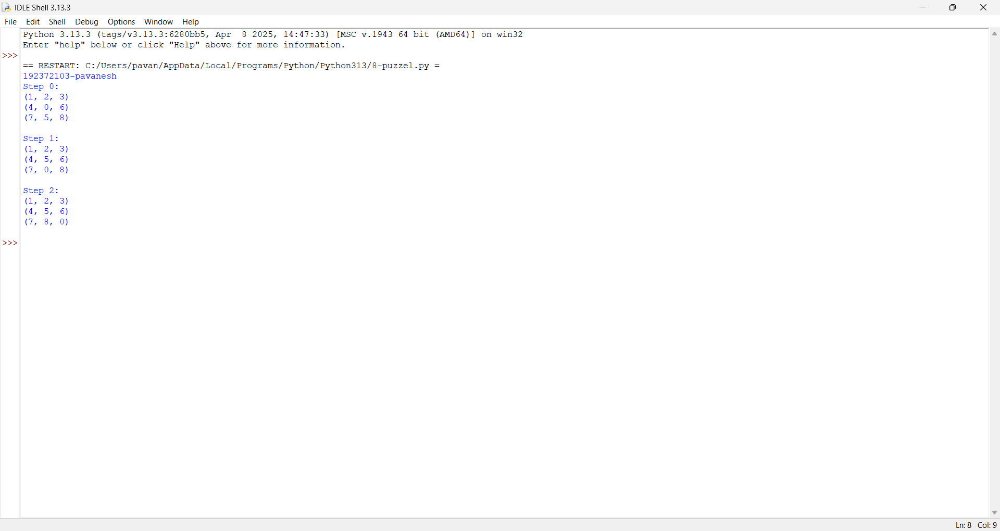 IDLE Shell 3.13.3
File Edit Shell Debug Options Window Help
Python 3.13.3 (tags/v3.13.3:6280bb5, Apr  8 2025, 14:47:33) [MSC v.1943 64 bit (AMD64)] on win32
Enter "help" below or click "Help" above for more information.
>>>
== RESTART: C:/Users/pavan/AppData/Local/Programs/Python/Python313/8-puzzel.py =
192372103-pavanesh
Step 0:
(1, 2, 3)
(4, 0, 6)
(7, 5, 8)
Step 1:
(1, 2, 3)
(4, 5, 6)
(7, 0, 8)
Step 2:
(1, 2, 3)
(4, 5, 6)
(7, 8, 0)
>>>
Ln: 8 Col: 9